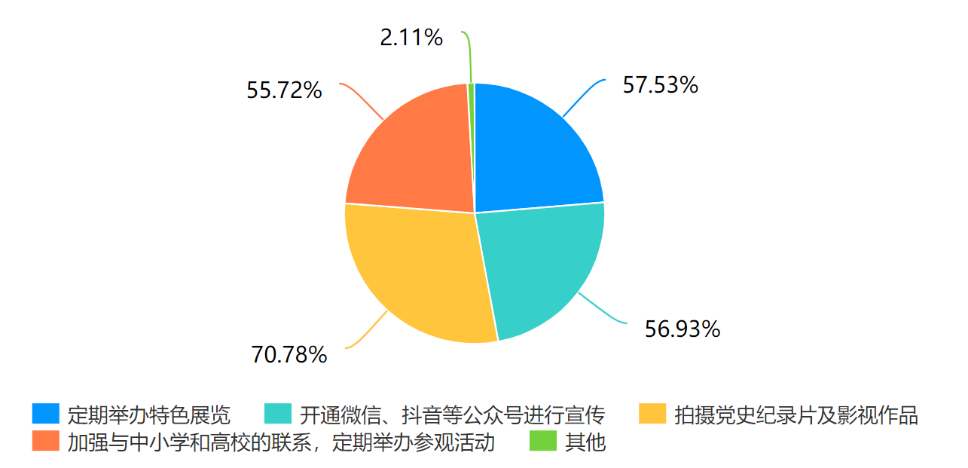 2.11%
55.72%
57.53%
56.93%
70.78%
定期举办特色展览 开通微信、抖音等公众号进行宣传 拍摄党史纪录片及影视作品
加强与中小学和高校的联系，定期举办参观活动 其他